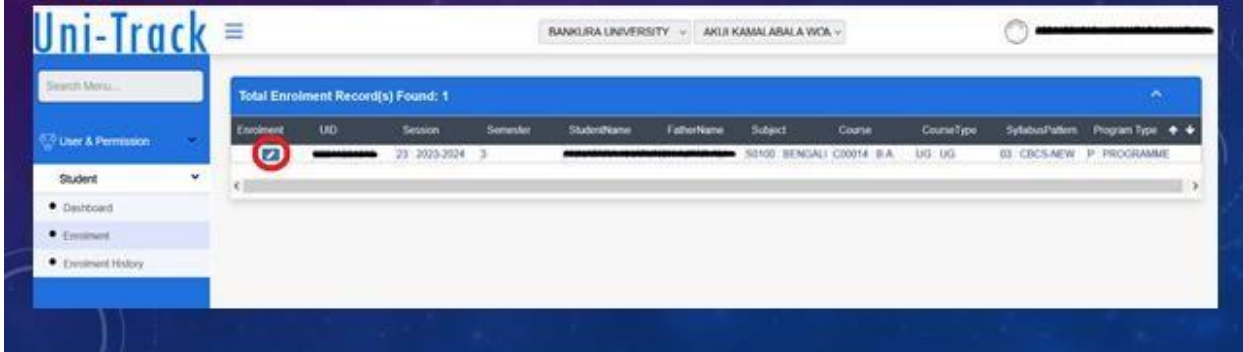 Uni-Track
BANKURA UNIVERSITY AKUI KAMALABALA WOM
Search Menu...
Total Enrolment Record(s) Found: 1
User & Permission
Enrolment UID Session Semester StudentName FatherName Subject Course CourseType SyllabusPattern Program Type
23 : 2023-2024 3 S0100 : BENGALI C00014 : B.A. UG : UG 03 : CBCS-NEW P : PROGRAMME
Student
Dashboard
Enrolment
Enrolment History